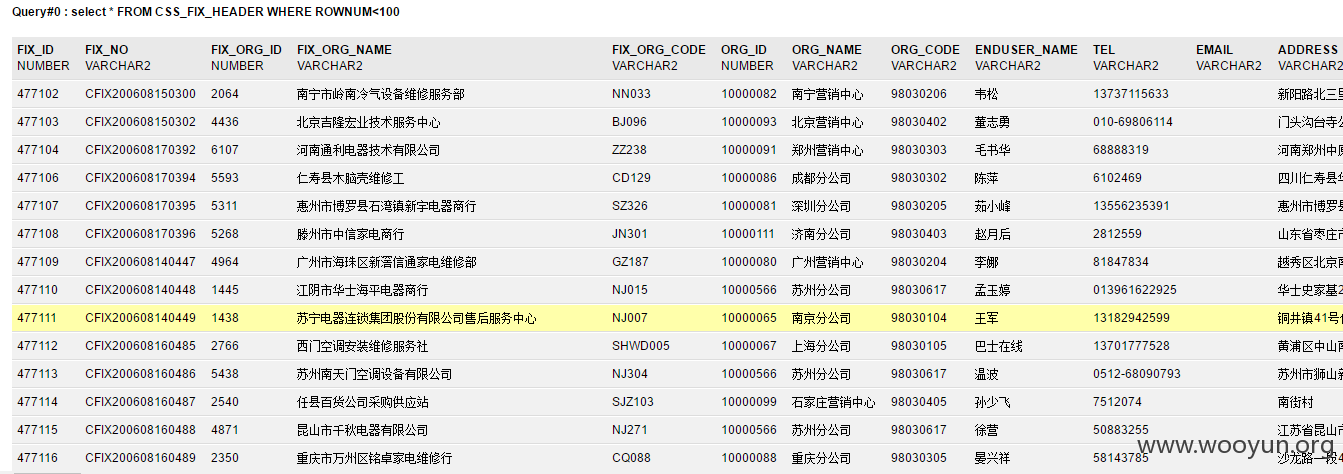 Query#0 : select * FROM CSS_FIX_HEADER WHERE ROWNUM<100
FIX_ID FIX_NO FIX_ORG_ID FIX_ORG_NAME FIX_ORG_CODE ORG_ID ORG_NAME ORG_CODE ENDUSER_NAME TEL EMAIL ADDRESS
NUMBER VARCHAR2 NUMBER VARCHAR2 VARCHAR2 NUMBER VARCHAR2 VARCHAR2 VARCHAR2 VARCHAR2 VARCHAR2 VARCHAR2
477102 CFIX200608150300 2064 南宁市岭南冷气设备维修服务部 NN033 10000082 南宁营销中心 98030206 韦松 13737115633 新阳路北三里
477103 CFIX200608150302 4436 北京吉隆宏业技术服务中心 BJ096 10000093 北京营销中心 98030402 董志勇 010-69806114 门头沟台寺公
477104 CFIX200608170392 6107 河南通利电器技术有限公司 ZZ238 10000091 郑州营销中心 98030303 毛书华 68888319 河南郑州中原
477106 CFIX200608170394 5593 仁寿县木脑壳维修工 CD129 10000086 成都分公司 98030302 陈萍 6102469 四川仁寿县
477107 CFIX200608170395 5311 惠州市博罗县石湾镇新宇电器商行 SZ326 10000081 深圳分公司 98030205 茹小峰 13556235391 惠州市博罗县
477108 CFIX200608170396 5268 滕州市中信家电商行 JN301 10000111 济南分公司 98030403 赵月后 2812559 山东省枣庄市
477109 CFIX200608140447 4964 广州市海珠区新滘信通家电维修部 GZ187 10000080 广州营销中心 98030204 李娜 81847834 越秀区北京南
477110 CFIX200608140448 1445 江阴市华士海平电器商行 NJ015 10000566 苏州分公司 98030617 孟玉婷 013961622925 华士史家基2
477111 CFIX200608140449 1438 苏宁电器连锁集团股份有限公司售后服务中心 NJ007 10000065 南京分公司 98030104 王军 13182942599 铜井镇41号
477112 CFIX200608160485 2766 西门空调安装维修服务社 SHWD005 10000067 上海分公司 98030105 巴士在线 13701777528 黄浦区中山南
477113 CFIX200608160486 5438 苏州南天门空调设备有限公司 NJ304 10000566 苏州分公司 98030617 温波 0512-68090793 苏州市狮山新
477114 CFIX200608160487 2540 任县百货公司采购供应站 SJZ103 10000099 石家庄营销中心 98030405 孙少飞 7512074 南街村
477115 CFIX200608160488 4871 昆山市千秋电器有限公司 NJ271 10000566 苏州分公司 98030617 徐营 50883255 江苏省昆山市
477116 CFIX200608160489 2350 重庆市万州区铭卓家电维修行 CQ088 10000088 重庆分公司 98030305 晏兴祥 58143785 沙龙路一段4
www.wooyun.org